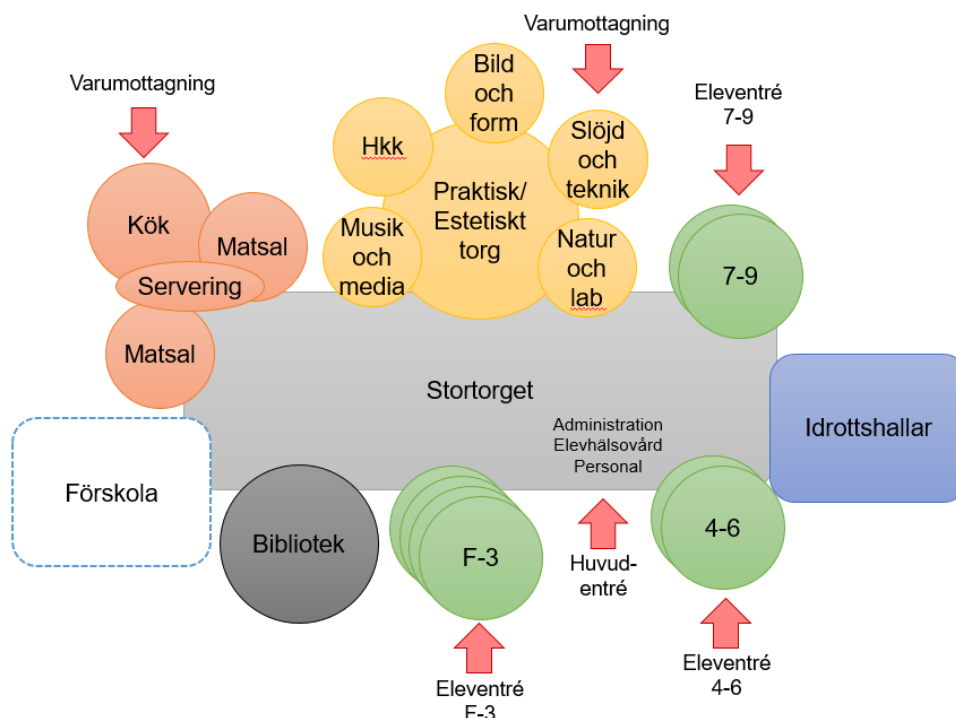 Varumottagning
Varumottagning
Eleventré
7-9
Bild
och
form
Hkk
Slöjd
och
teknik
Praktisk/
Estetiskt
torg
Musik
och
media
Natur
och
lab
Kök
Matsal
Servering
Matsal
7-9
Stortorget
Administration
Elevhälsovård
Personal
Idrottshallar
Förskola
Bibliotek
F-3
4-6
Huvud-
entré
Eleventré
F-3
Eleventré
4-6